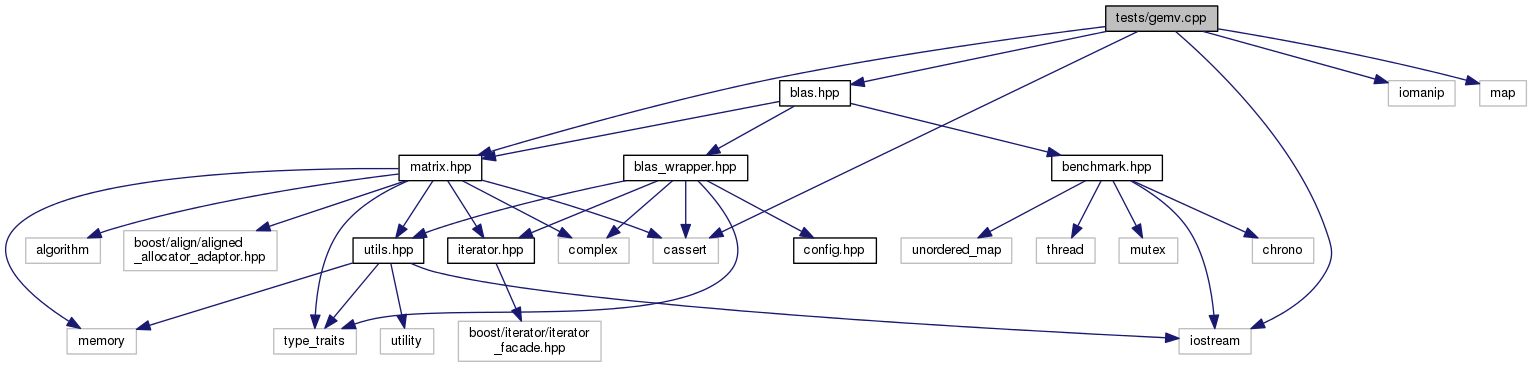 tests/gemv.cpp
blas.hpp
iomanip
map
matrix.hpp
blas_wrapper.hpp
benchmark.hpp
algorithm
boost/align/aligned
_allocator_adaptor.hpp
utils.hpp
iterator.hpp
complex
cassert
config.hpp
unordered_map
thread
mutex
chrono
memory
type_traits
utility
boost/iterator/iterator
_facade.hpp
iostream